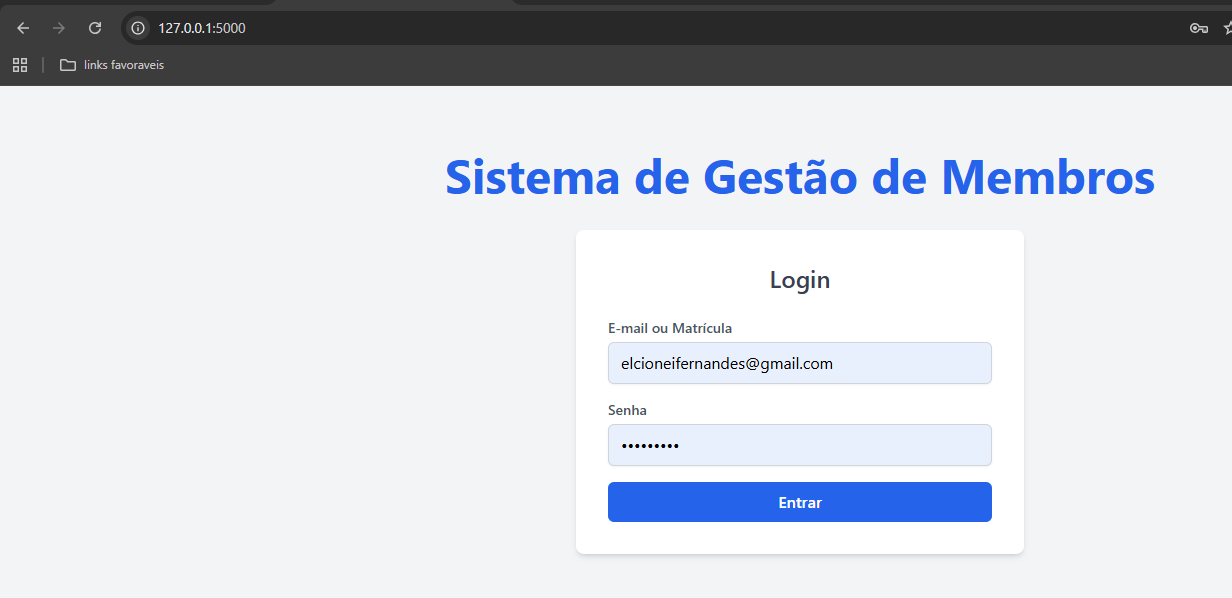 127.0.0.1:5000
links favoraveis
Sistema de Gestão de Membros
Login
E-mail ou Matrícula
elcioneifernandes@gmail.com
Senha
•••••••••
Entrar